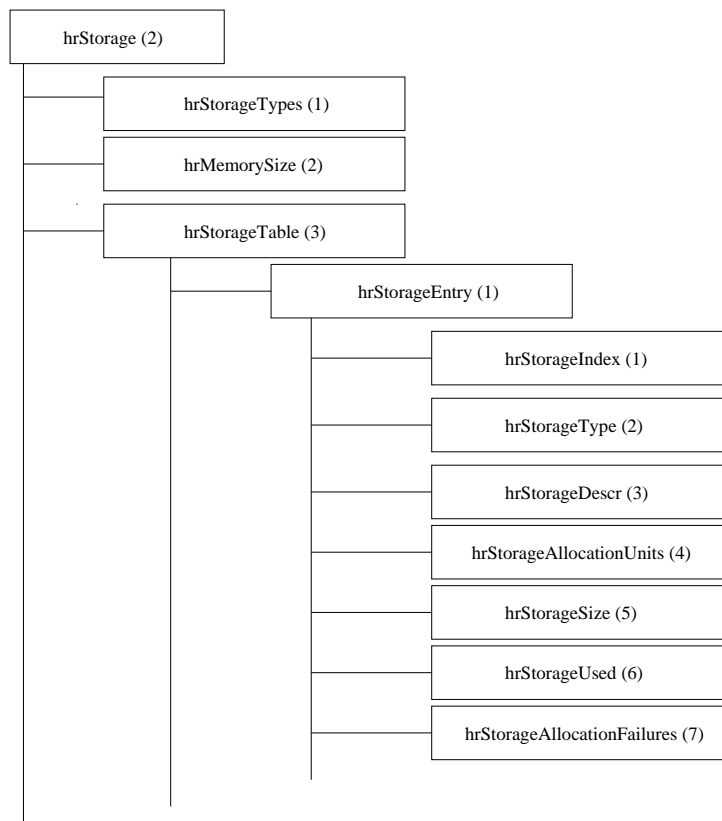 hrStorage (2)
hrStorageTypes (1)
hrMemorySize (2)
hrStorageTable (3)
hrStorageEntry (1)
hrStorageIndex (1)
hrStorageType (2)
hrStorageDescr (3)
hrStorageAllocationUnits (4)
hrStorageSize (5)
hrStorageUsed (6)
hrStorageAllocationFailures (7)